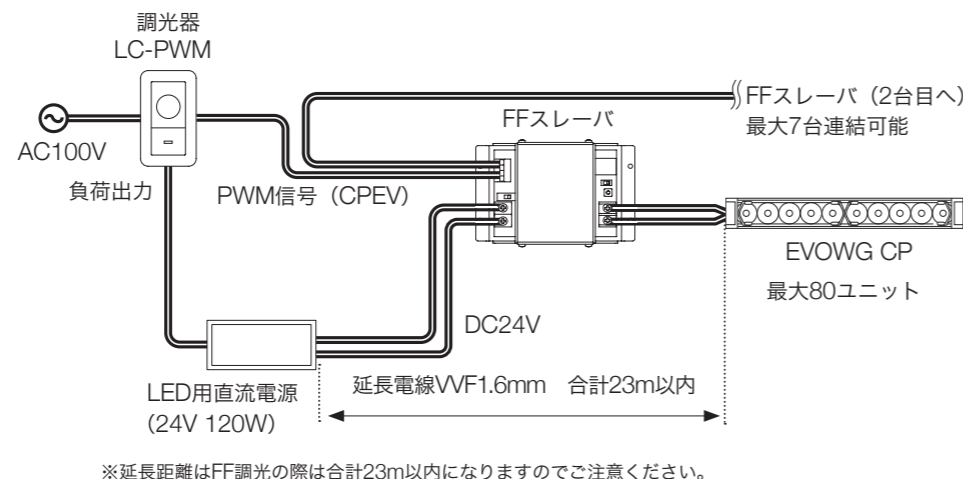 調光器
LC-PWM
AC100V
負荷出力
PWM信号（CPEV）
FFスレーバ
FFスレーバ（2台目へ）
最大7台連結可能
EVOWG CP
最大80ユニット
DC24V
LED用直流電源
（24V 120W）
延長電線VVF1.6mm　合計23m以内
※延長距離はFF調光の際は合計23m以内になりますのでご注意ください。